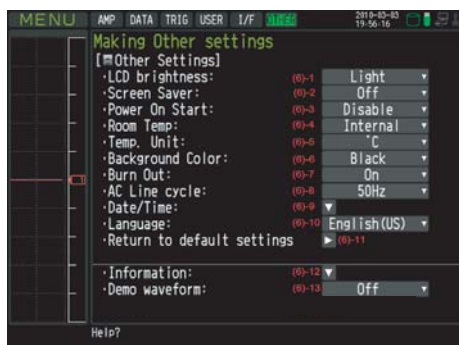 MENU AMP DATA TRIG USER I/F OTHER 2010-03-03
19-56-16
Making Other settings
[Other Settings]
·LCD brightness: (6)-1 Light
·Screen Saver: (6)-2 Off
·Power On Start: (6)-3 Disable
·Room Temp: (6)-4 Internal
·Temp. Unit: (6)-5 °C
·Background Color: (6)-6 Black
·Burn Out: (6)-7 On
·AC Line cycle: (6)-8 50Hz
·Date/Time: (6)-9
·Language: (6)-10 English(US)
·Return to default settings (6)-11
·Information: (6)-12
·Demo waveform: (6)-13 Off
Help?